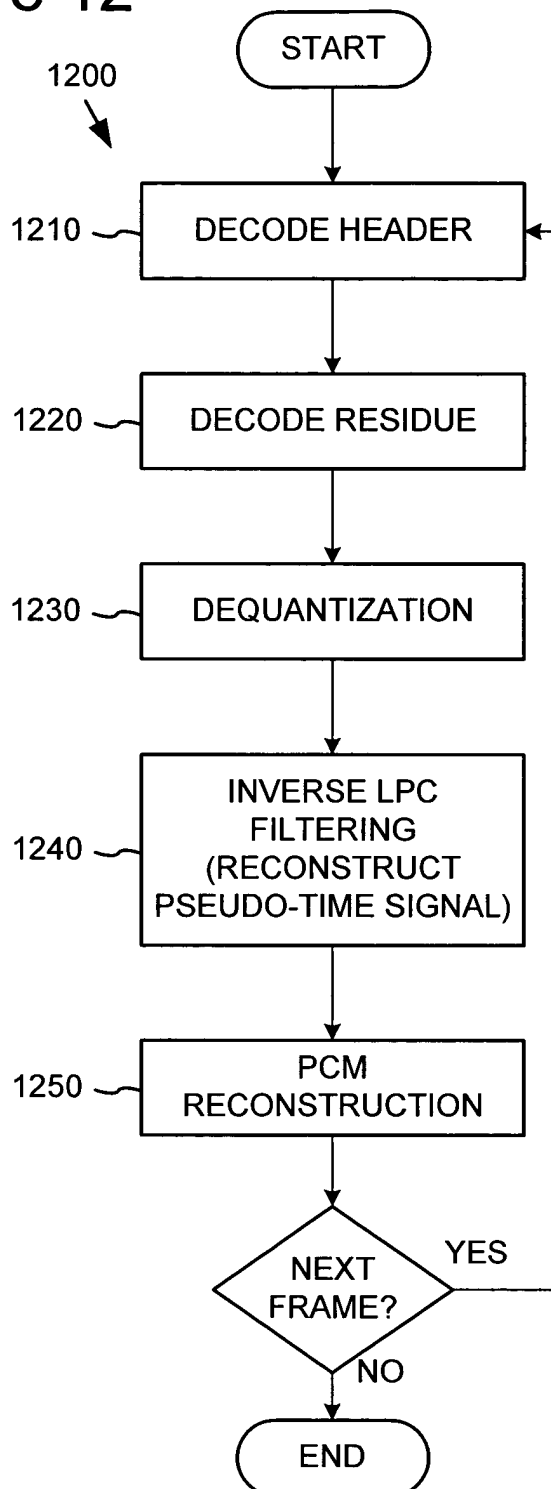 12
START
1200
1210
DECODE HEADER
1220
DECODE RESIDUE
1230
DEQUANTIZATION
1240
INVERSE LPC
FILTERING
(RECONSTRUCT
PSEUDO-TIME SIGNAL)
1250
PCM
RECONSTRUCTION
NEXT
FRAME?
YES
NO
END